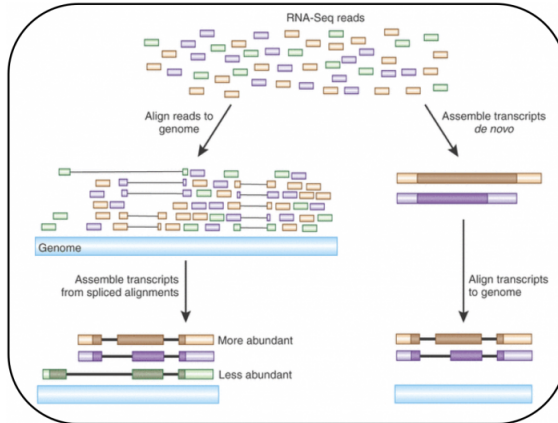 RNA-Seq reads
Align reads to
genome
Assemble transcripts
de novo
Genome
Assemble transcripts
from spliced alignments
Align transcripts
to genome
More abundant
Less abundant